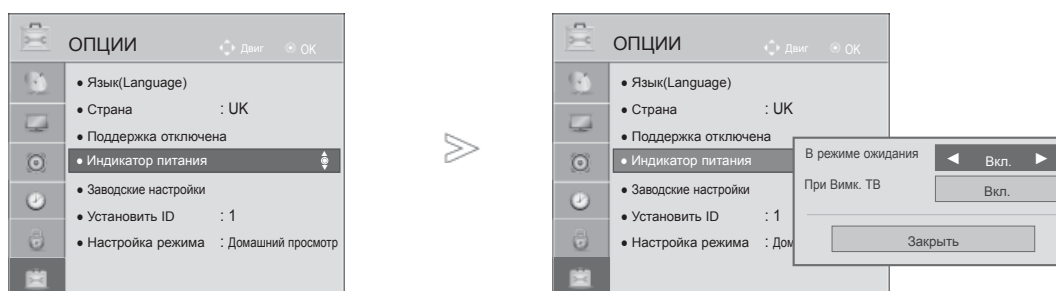 ОПЦИИ
Двиг OK
• Язык(Language)
• Страна : UK
• Поддержка отключена
• Индикатор питания
• Заводские настройки
• Установить ID : 1
• Настройка режима : Домашний просмотр
ОПЦИИ
Двиг OK
• Язык(Language)
• Страна : UK
• Поддержка отключена
• Индикатор питания
• Заводские настройки
• Установить ID : 1
• Настройка режима : Дом
В режиме ожидания ◄ Вкл. ►
При Вимк. ТВ Вкл.
Закрыть